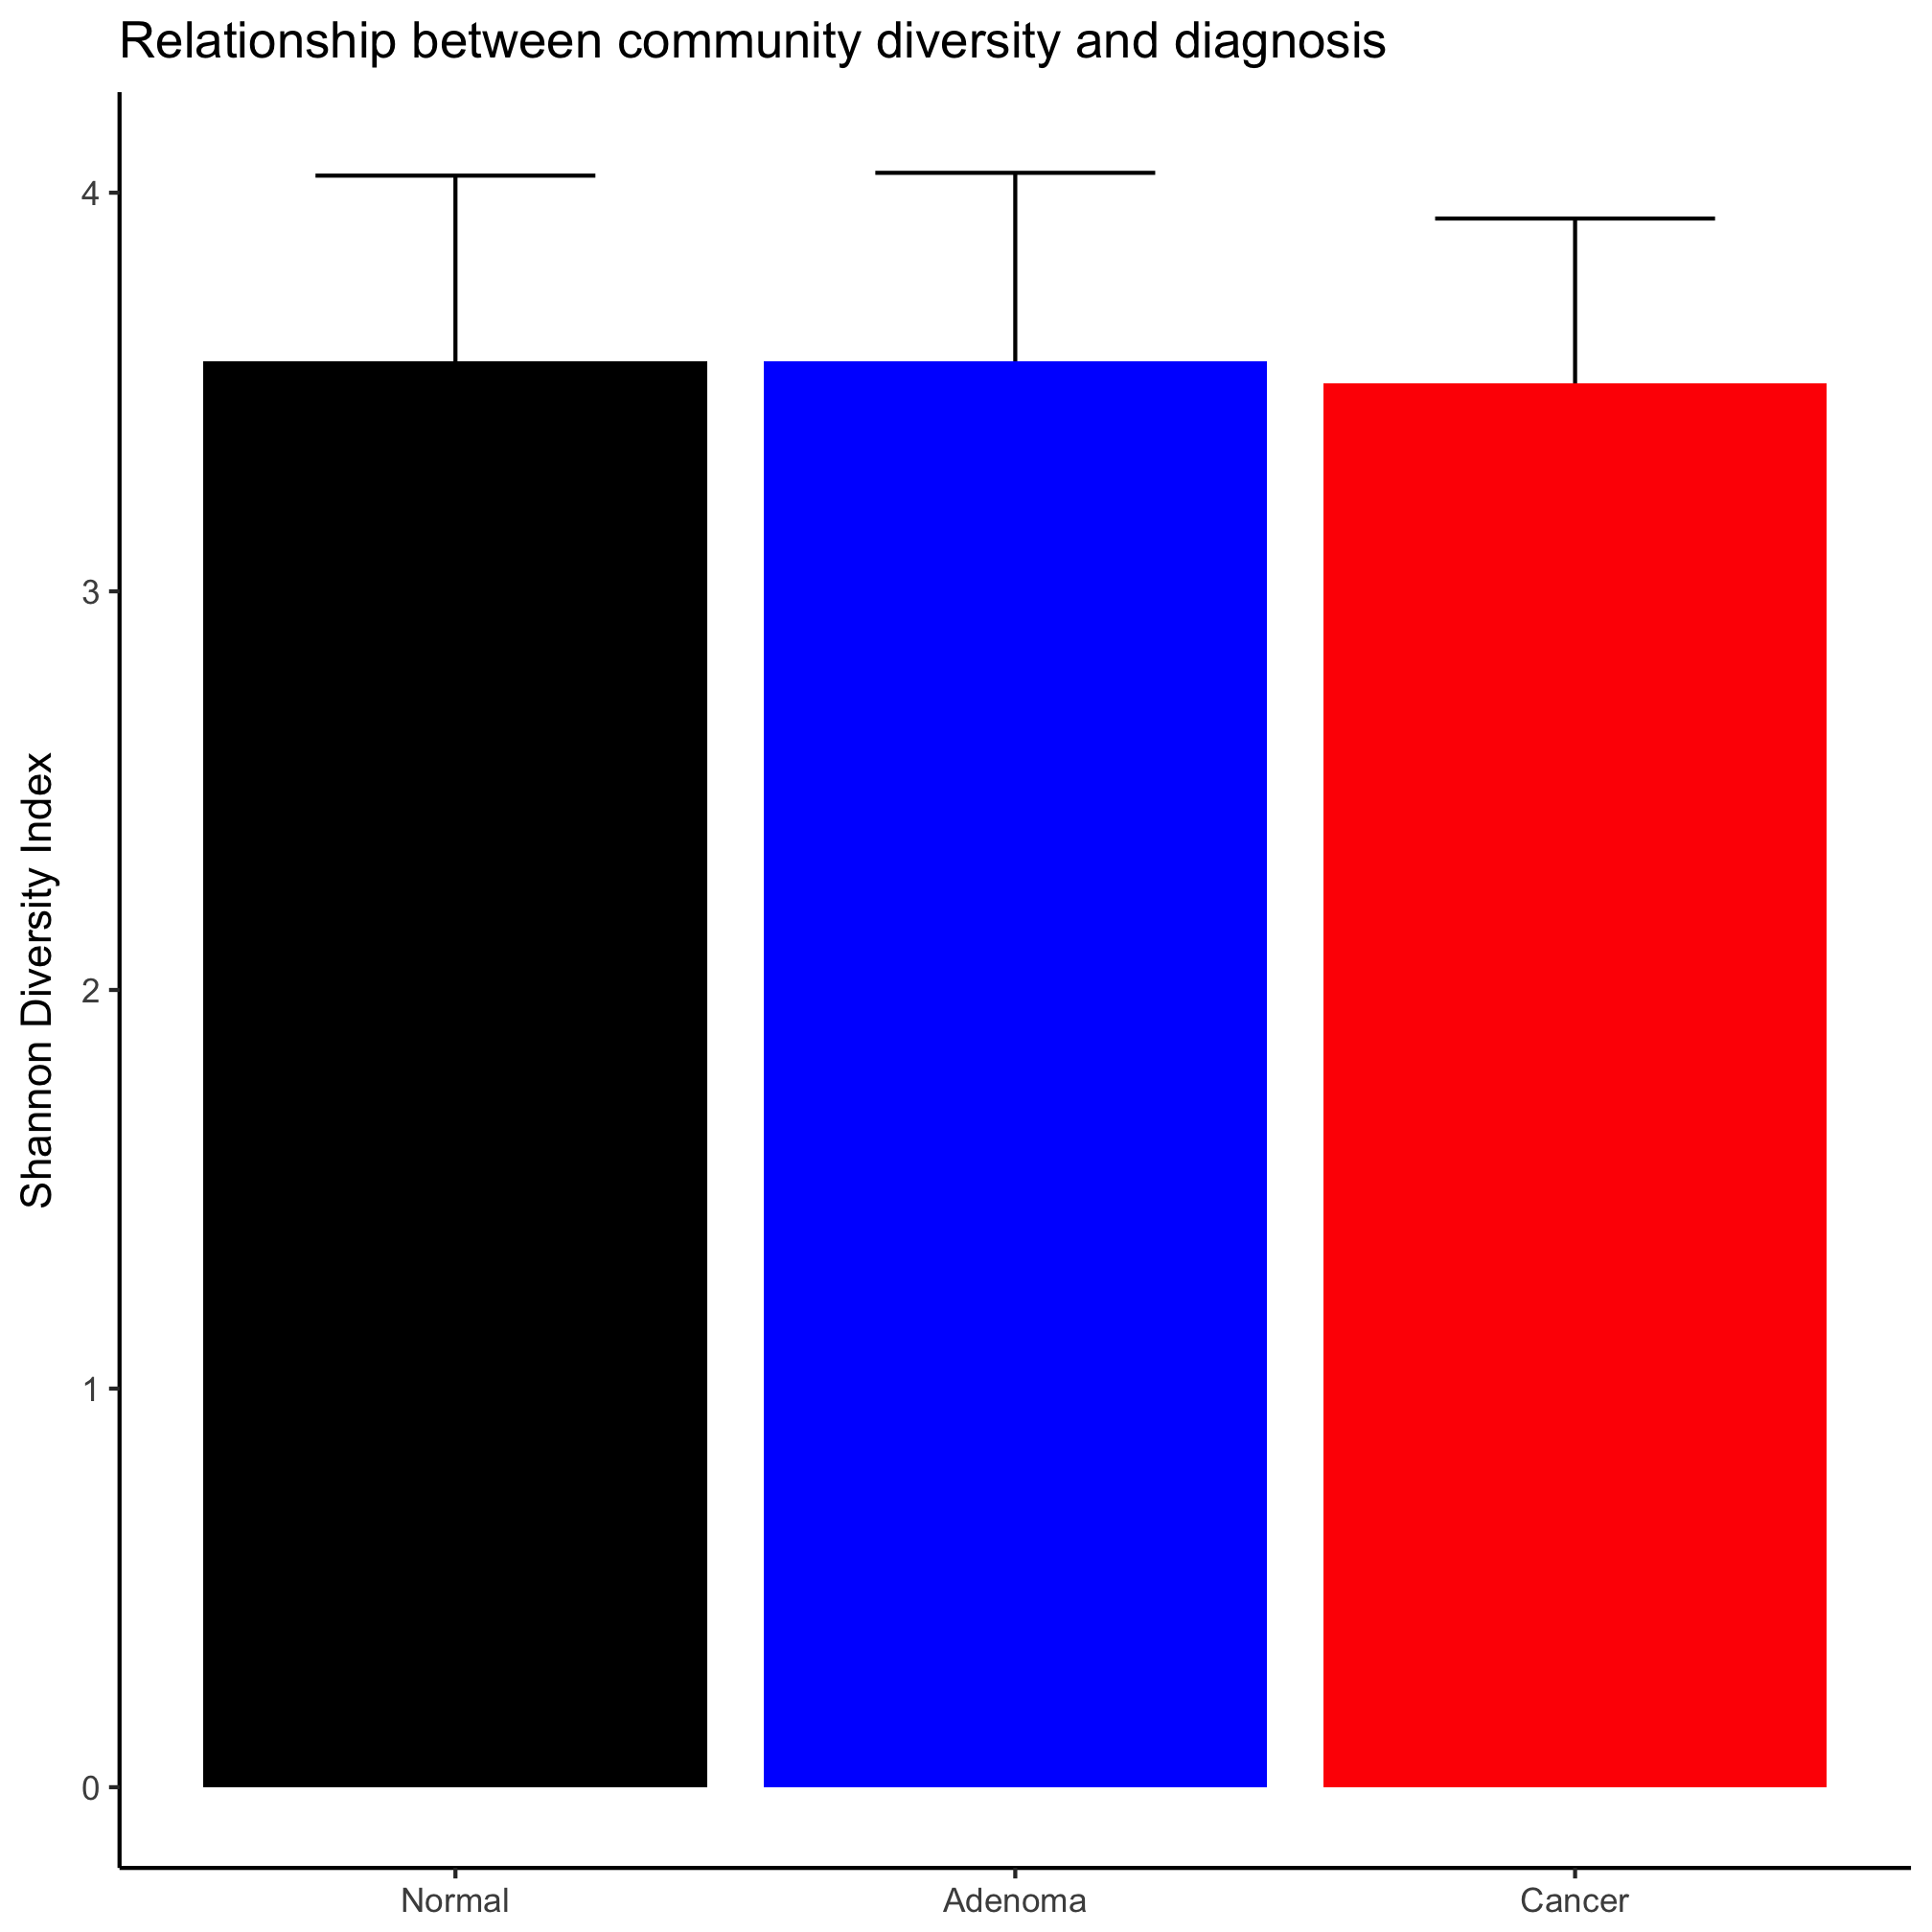 Relationship between community diversity and diagnosis
Shannon Diversity Index
4
3
2
1
0
Normal
Adenoma
Cancer